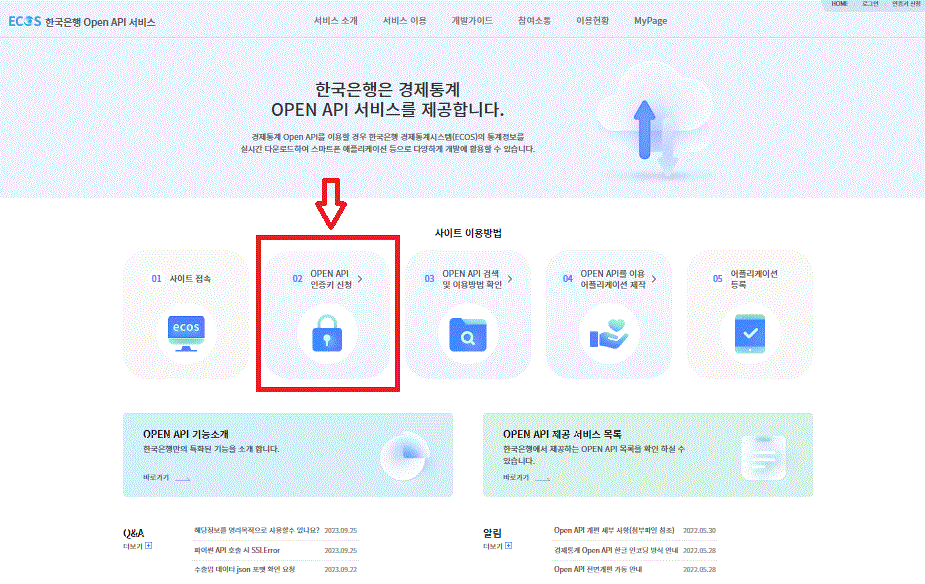 HOME 로그인 인증키 신청
ECOS 한국은행 Open API 서비스
서비스 소개 서비스 이용 개발가이드 참여소통 이용현황 MyPage
한국은행은 경제통계
OPEN API 서비스를 제공합니다.
경제통계 Open API를 이용할 경우 한국은행 경제통계시스템(ECOS)의 통계정보를
실시간 다운로드하여 스마트폰 애플리케이션 등으로 다양하게 개발에 활용할 수 있습니다.
사이트 이용방법
01 사이트 접속
ecos
02 OPEN API
인증키 신청
03 OPEN API 검색
및 이용방법 확인
04 OPEN API를 이용
어플리케이션 제작
05 어플리케이션
등록
OPEN API 기능소개
한국은행만의 특화된 기능을 소개 합니다.
바로가기
OPEN API 제공 서비스 목록
한국은행에서 제공하는 OPEN API 목록을 확인 하실 수
있습니다.
바로가기
Q&A
더보기
해당정보를 영리목적으로 사용할수 있나요? 2023.09.25
파이썬 API 호출 시 SSLError 2023.09.25
수출입 데이터 json 포맷 확인 요청 2023.09.22
알림
더보기
Open API 개편 세부 사항(첨부파일 참조) 2022.05.30
경제통계 Open API 한글 인코딩 방식 안내 2022.05.28
Open API 전면개편 가동 안내 2022.05.28